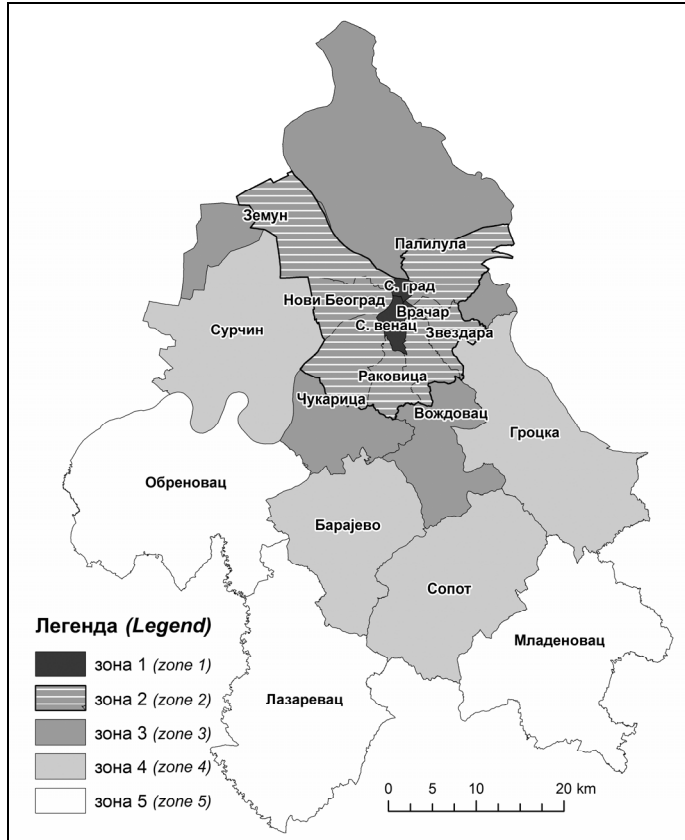 Земун
Палилула
С. град
Нови Београд
Врачар
С. венац
Звездара
Сурчин
Раковица
Чукарица
Вождовац
Гроцка
Обреновац
Барајево
Сопот
Младеновац
Лазаревац
Легенда (Legend)
зона 1 (zone 1)
зона 2 (zone 2)
зона 3 (zone 3)
зона 4 (zone 4)
зона 5 (zone 5)
0 5 10 20 km